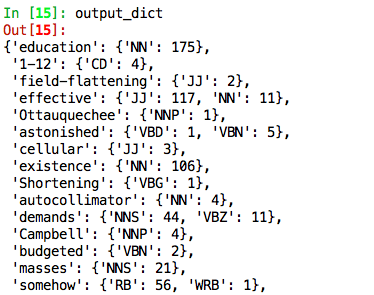 In [15]: output_dict
Out[15]:
{'education': {'NN': 175},
 '1-12': {'CD': 4},
 'field-flattening': {'JJ': 2},
 'effective': {'JJ': 117, 'NN': 11},
 'Ottauquechee': {'NNP': 1},
 'astonished': {'VBD': 1, 'VBN': 5},
 'cellular': {'JJ': 3},
 'existence': {'NN': 106},
 'Shortening': {'VBG': 1},
 'autocollimator': {'NN': 4},
 'demands': {'NNS': 44, 'VBZ': 11},
 'Campbell': {'NNP': 4},
 'budgeted': {'VBN': 2},
 'masses': {'NNS': 21},
 'somehow': {'RB': 56, 'WRB': 1},